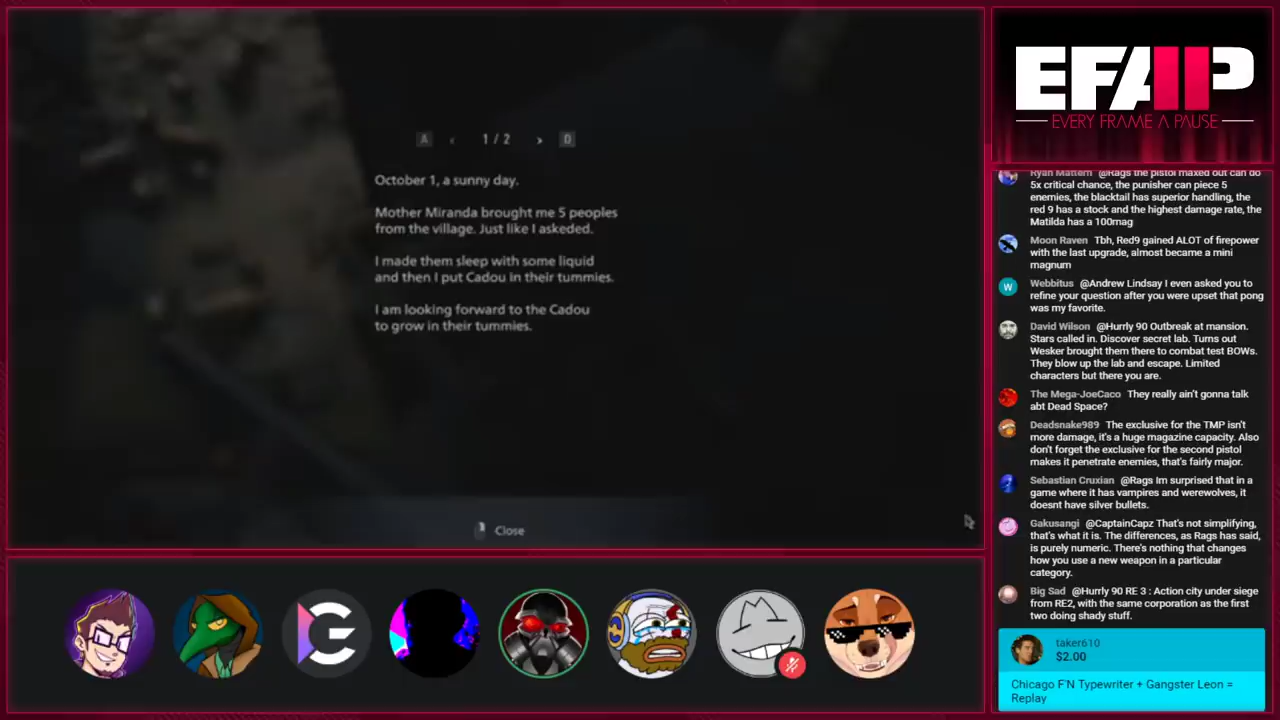 A < 1 / 2 > D
October 1, a sunny day.
Mother Miranda brought me 5 peoples
from the village. Just like I askeded.
I made them sleep with some liquid
and then I put Cadou in their tummies.
I am looking forward to the Cadou
to grow in their tummies.
Close
EFAP
EVERY FRAME A PAUSE
Ryan Mattern @Rags the pistol maxed out can do
5x critical chance, the punisher can piece 5
enemies, the blacktail has superior handling, the
red 9 has a stock and the highest damage rate, the
Matilda has a 100mag
Moon Raven Tbh, Red9 gained ALOT of firepower
with the last upgrade, almost became a mini
magnum
W
Webbitus @Andrew Lindsay I even asked you to
refine your question after you were upset that pong
was my favorite.
David Wilson @Hurrly 90 Outbreak at mansion.
Stars called in. Discover secret lab. Turns out
Wesker brought them there to combat test BOWs.
They blow up the lab and escape. Limited
characters but there you are.
The Mega-JoeCaco They really ain't gonna talk
abt Dead Space?
Deadsnake989 The exclusive for the TMP isn't
more damage, it's a huge magazine capacity. Also
don't forget the exclusive for the second pistol
makes it penetrate enemies, that's fairly major.
Sebastian Cruxian @Rags Im surprised that in a
game where it has vampires and werewolves, it
doesnt have silver bullets.
Gakusangi @CaptainCapz That's not simplifying,
that's what it is. The differences, as Rags has said,
is purely numeric. There's nothing that changes
how you use a new weapon in a particular
category.
Big Sad @Hurrly 90 RE 3 : Action city under siege
from RE2, with the same corporation as the first
two doing shady stuff.
taker610
$2.00
Chicago F'N Typewriter + Gangster Leon =
Replay